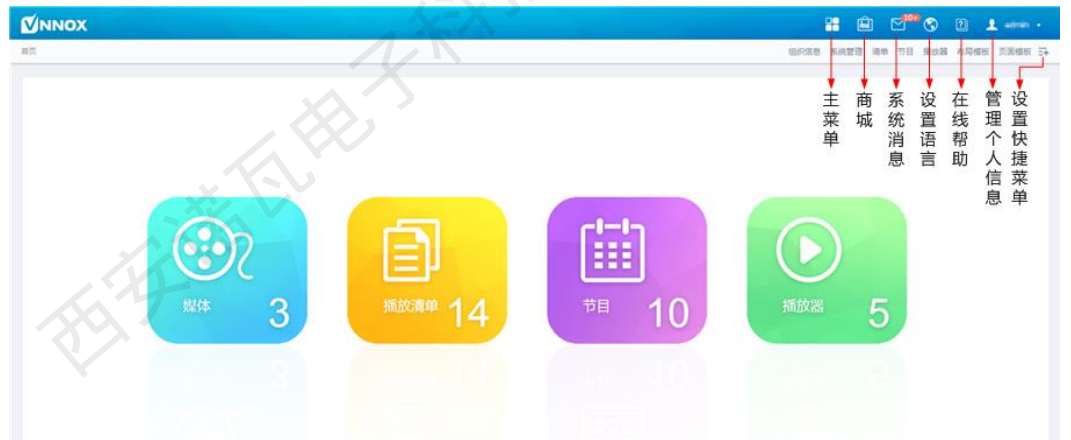 VNNOX
10+
admin
首页
组织信息 系统管理 清单 节目 播放器 布局模板 页面模板
主菜单
商城
系统消息
设置语言
在线帮助
管理个人信息
设置快捷菜单
媒体 3
播放清单 14
节目 10
播放器 5
西安诺瓦电子科